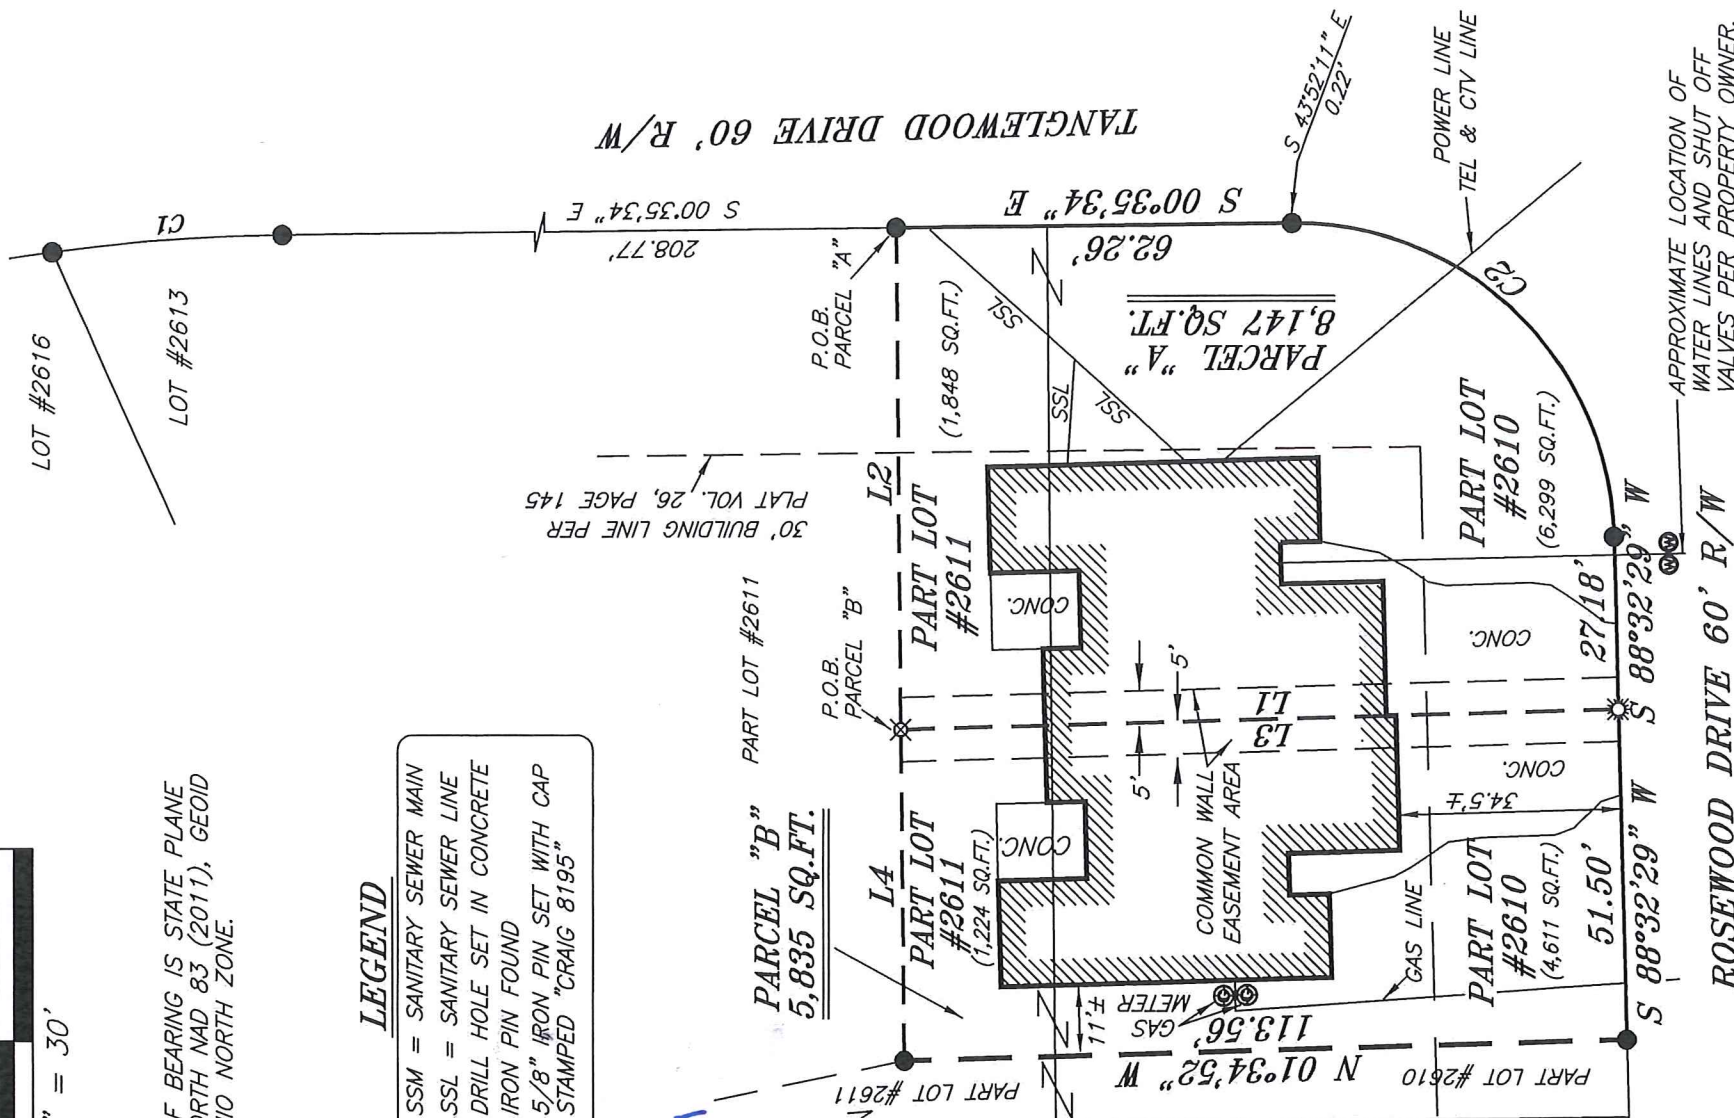 " = 30'
F BEARING IS STATE PLANE
ORTH NAD 83 (2011), GEOID
IO NORTH ZONE.
LEGEND
SSM = SANITARY SEWER MAIN
SSL = SANITARY SEWER LINE
DRILL HOLE SET IN CONCRETE
IRON PIN FOUND
5/8" IRON PIN SET WITH CAP
STAMPED "CRAIG 8195"
LOT #2616
LOT #2613
C1
208.77'
S 00°35'34" E
TANGLEWOOD DRIVE 60' R/W
P.O.B.
PARCEL "A"
S 00°35'34" E
62.26'
S 43°52'11" E
0.22'
POWER LINE
TEL & CTV LINE
C2
PARCEL "A"
8,147 SQ.FT.
SSL
SSL
SSL
(1,848 SQ.FT.)
30' BUILDING LINE PER
PLAT VOL. 26, PAGE 145
L2
PART LOT
#2611
PART LOT #2611
P.O.B.
PARCEL "B"
PART LOT
#2610
(6,299 SQ.FT.)
APPROXIMATE LOCATION OF
WATER LINES AND SHUT OFF
VALVES PER PROPERTY OWNER.
W
W
CONC.
CONC.
5'
5'
L1
L3
COMMON WALL
EASEMENT AREA
PARCEL "B"
5,835 SQ.FT.
L4
PART LOT
#2611
(1,224 SQ.FT.)
CONC.
CONC.
34.5'±
27.18'
S 88°32'29" W
PART LOT
#2610
(4,611 SQ.FT.)
51.50'
S 88°32'29" W
GAS LINE
GAS
METER
G
G
11'±
113.56'
N 01°34'52" W
PART LOT #2611
PART LOT #2610
ROSEWOOD DRIVE 60' R/W